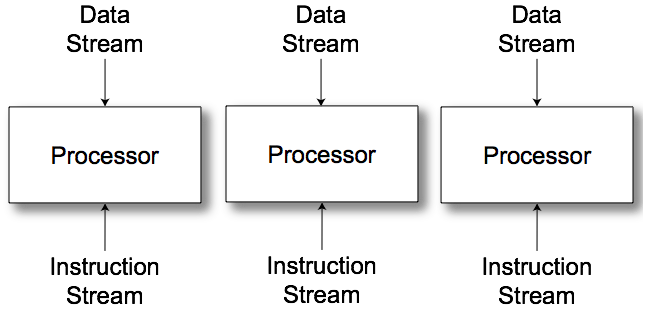 Data
Stream
Data
Stream
Data
Stream
Processor
Processor
Processor
Instruction
Stream
Instruction
Stream
Instruction
Stream